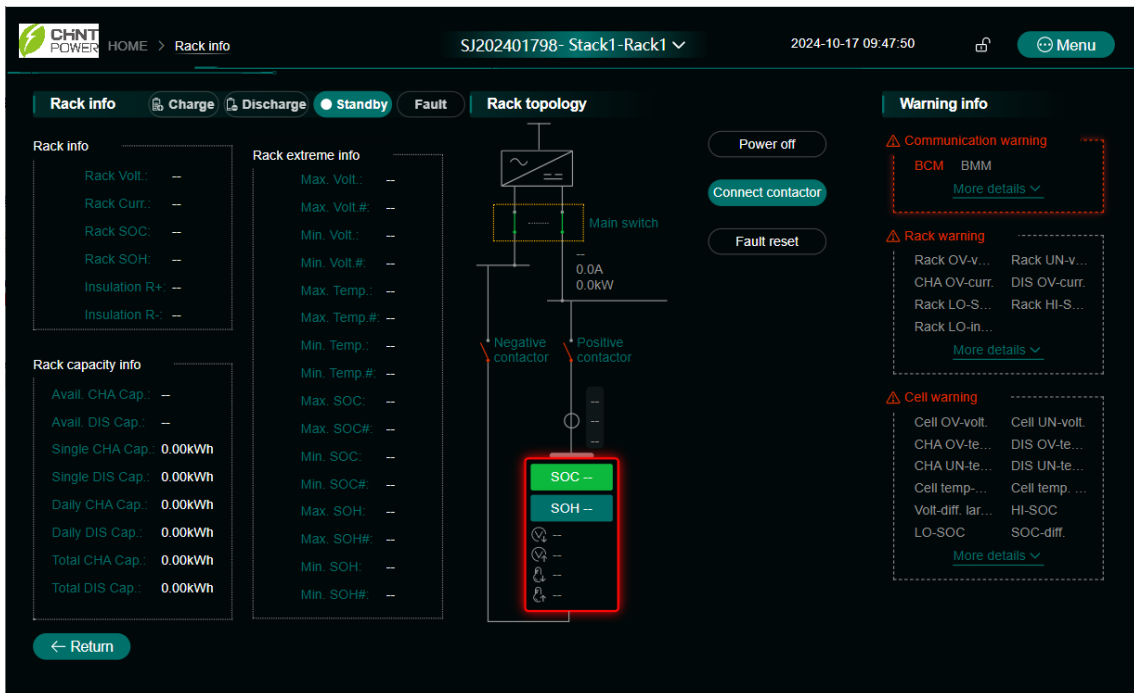 CHNT
POWER
HOME > Rack info
SJ202401798- Stack1-Rack1
2024-10-17 09:47:50
Menu
Rack info
Charge
Discharge
Standby
Fault
Rack info
Rack Volt.: --
Rack Curr.: --
Rack SOC: --
Rack SOH: --
Insulation R+: --
Insulation R-: --
Rack capacity info
Avail. CHA Cap.: --
Avail. DIS Cap.: --
Single CHA Cap.: 0.00kWh
Single DIS Cap.: 0.00kWh
Daily CHA Cap.: 0.00kWh
Daily DIS Cap.: 0.00kWh
Total CHA Cap.: 0.00kWh
Total DIS Cap.: 0.00kWh
Rack extreme info
Max. Volt.: --
Max. Volt.#: --
Min. Volt.: --
Min. Volt.#: --
Max. Temp.: --
Max. Temp.#: --
Min. Temp.: --
Min. Temp.#: --
Max. SOC: --
Max. SOC#: --
Min. SOC: --
Min. SOC#: --
Max. SOH: --
Max. SOH#: --
Min. SOH: --
Min. SOH#: --
Rack topology
Main switch
--
0.0A
0.0kW
Negative
contactor
Positive
contactor
--
--
--
SOC --
SOH --
--
--
--
--
Power off
Connect contactor
Fault reset
Warning info
Communication warning
BCM BMM
More details
Rack warning
Rack OV-v... Rack UN-v...
CHA OV-curr. DIS OV-curr.
Rack LO-S... Rack HI-S...
Rack LO-in...
More details
Cell warning
Cell OV-volt. Cell UN-volt.
CHA OV-te... DIS OV-te...
CHA UN-te... DIS UN-te...
Cell temp-... Cell temp. ...
Volt-diff. lar... HI-SOC
LO-SOC SOC-diff.
More details
← Return